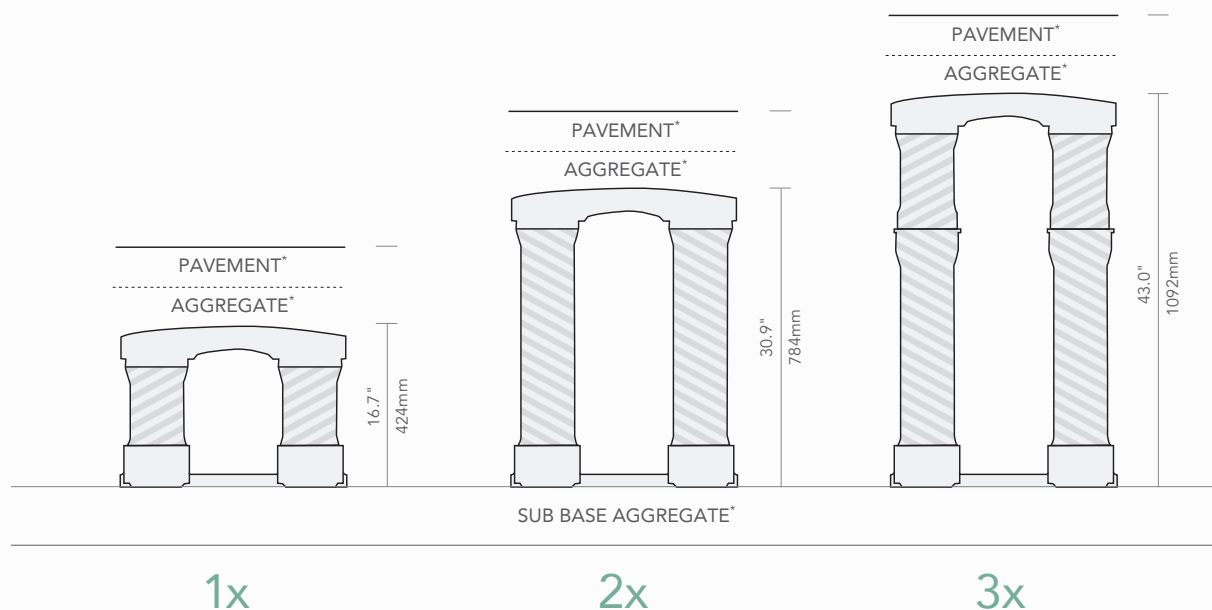 PAVEMENT*
AGGREGATE*
16.7"
424mm
PAVEMENT*
AGGREGATE*
30.9"
784mm
PAVEMENT*
AGGREGATE*
43.0"
1092mm
SUB BASE AGGREGATE*
1x
2x
3x